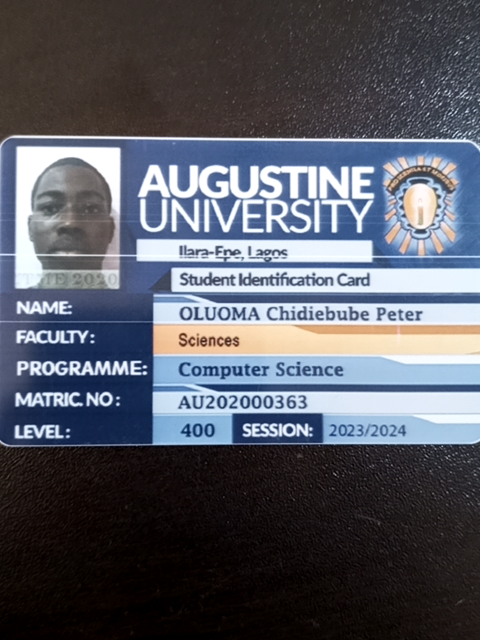 AUGUSTINE
UNIVERSITY
Ilara-Epe, Lagos
Student Identification Card
NAME: OLUOMA Chidiebube Peter
FACULTY: Sciences
PROGRAMME: Computer Science
MATRIC. NO: AU202000363
LEVEL: 400 SESSION: 2023/2024
2020